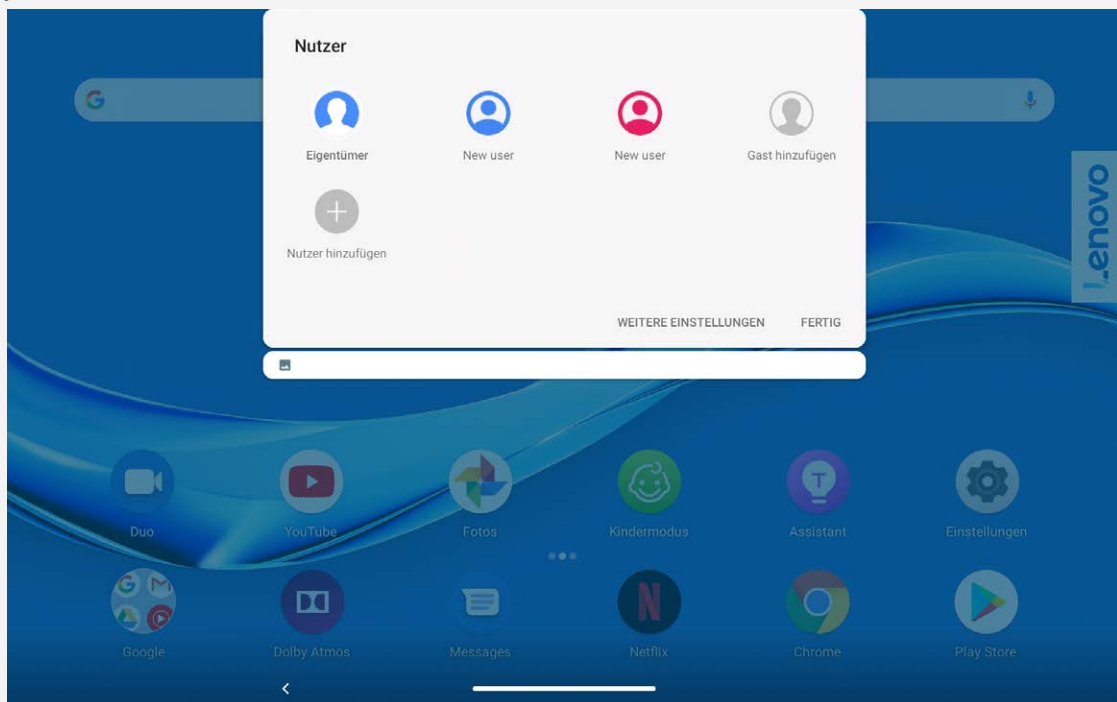 Nutzer
Eigentümer New user New user Gast hinzufügen
Nutzer hinzufügen
WEITERE EINSTELLUNGEN FERTIG
Lenovo
Duo YouTube Fotos Kindermodus Assistant Einstellungen
Google Dolby Atmos Messages Netflix Chrome Play Store